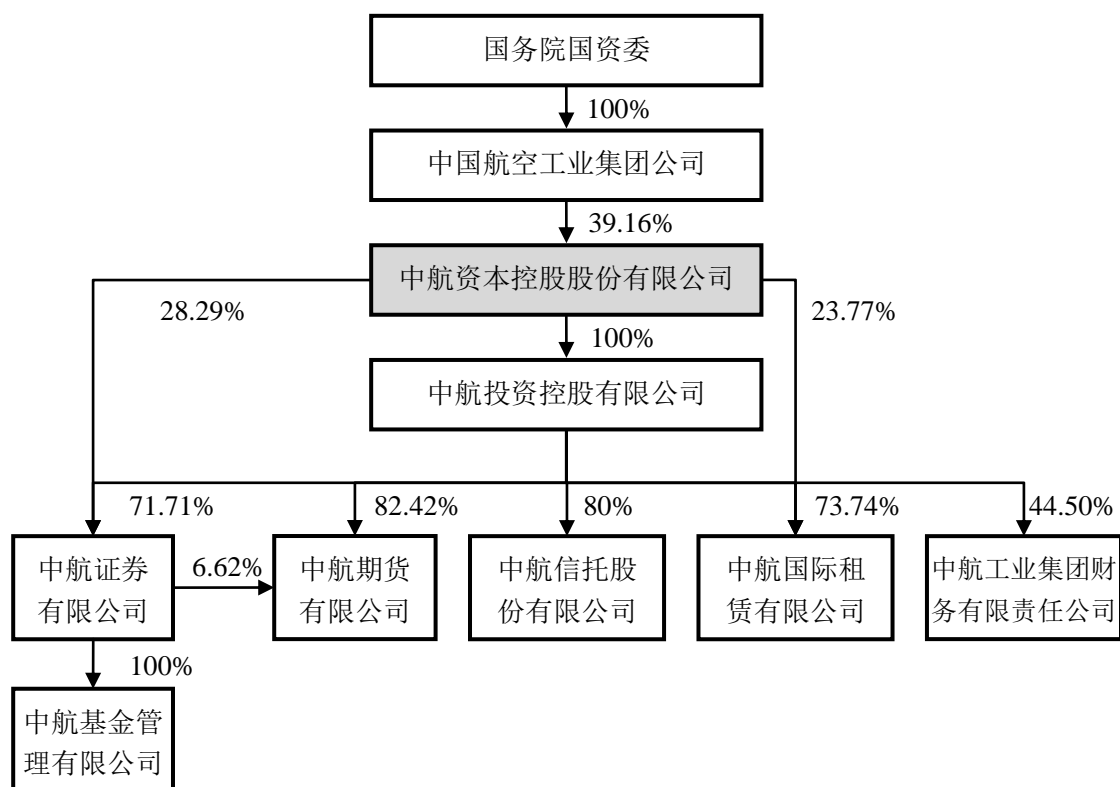 国务院国资委
100%
中国航空工业集团公司
39.16%
中航资本控股股份有限公司
28.29%
23.77%
100%
中航投资控股有限公司
71.71%
82.42%
80%
73.74%
44.50%
中航证券
有限公司
6.62%
中航期货
有限公司
中航信托股
份有限公司
中航国际租
赁有限公司
中航工业集团财
务有限责任公司
100%
中航基金管
理有限公司